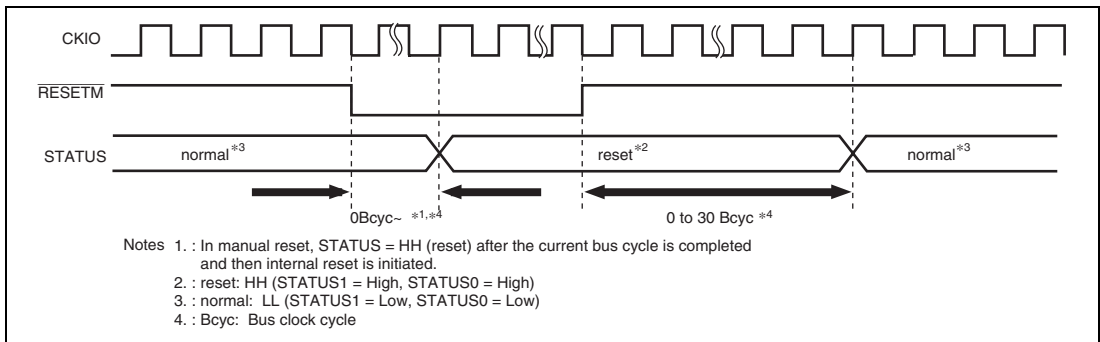 CKIO
RESETM
STATUS
normal*3
reset*2
normal*3
0Bcyc~ *1,*4
0 to 30 Bcyc *4
Notes 1. : In manual reset, STATUS = HH (reset) after the current bus cycle is completed
and then internal reset is initiated.
2. : reset: HH (STATUS1 = High, STATUS0 = High)
3. : normal: LL (STATUS1 = Low, STATUS0 = Low)
4. : Bcyc: Bus clock cycle